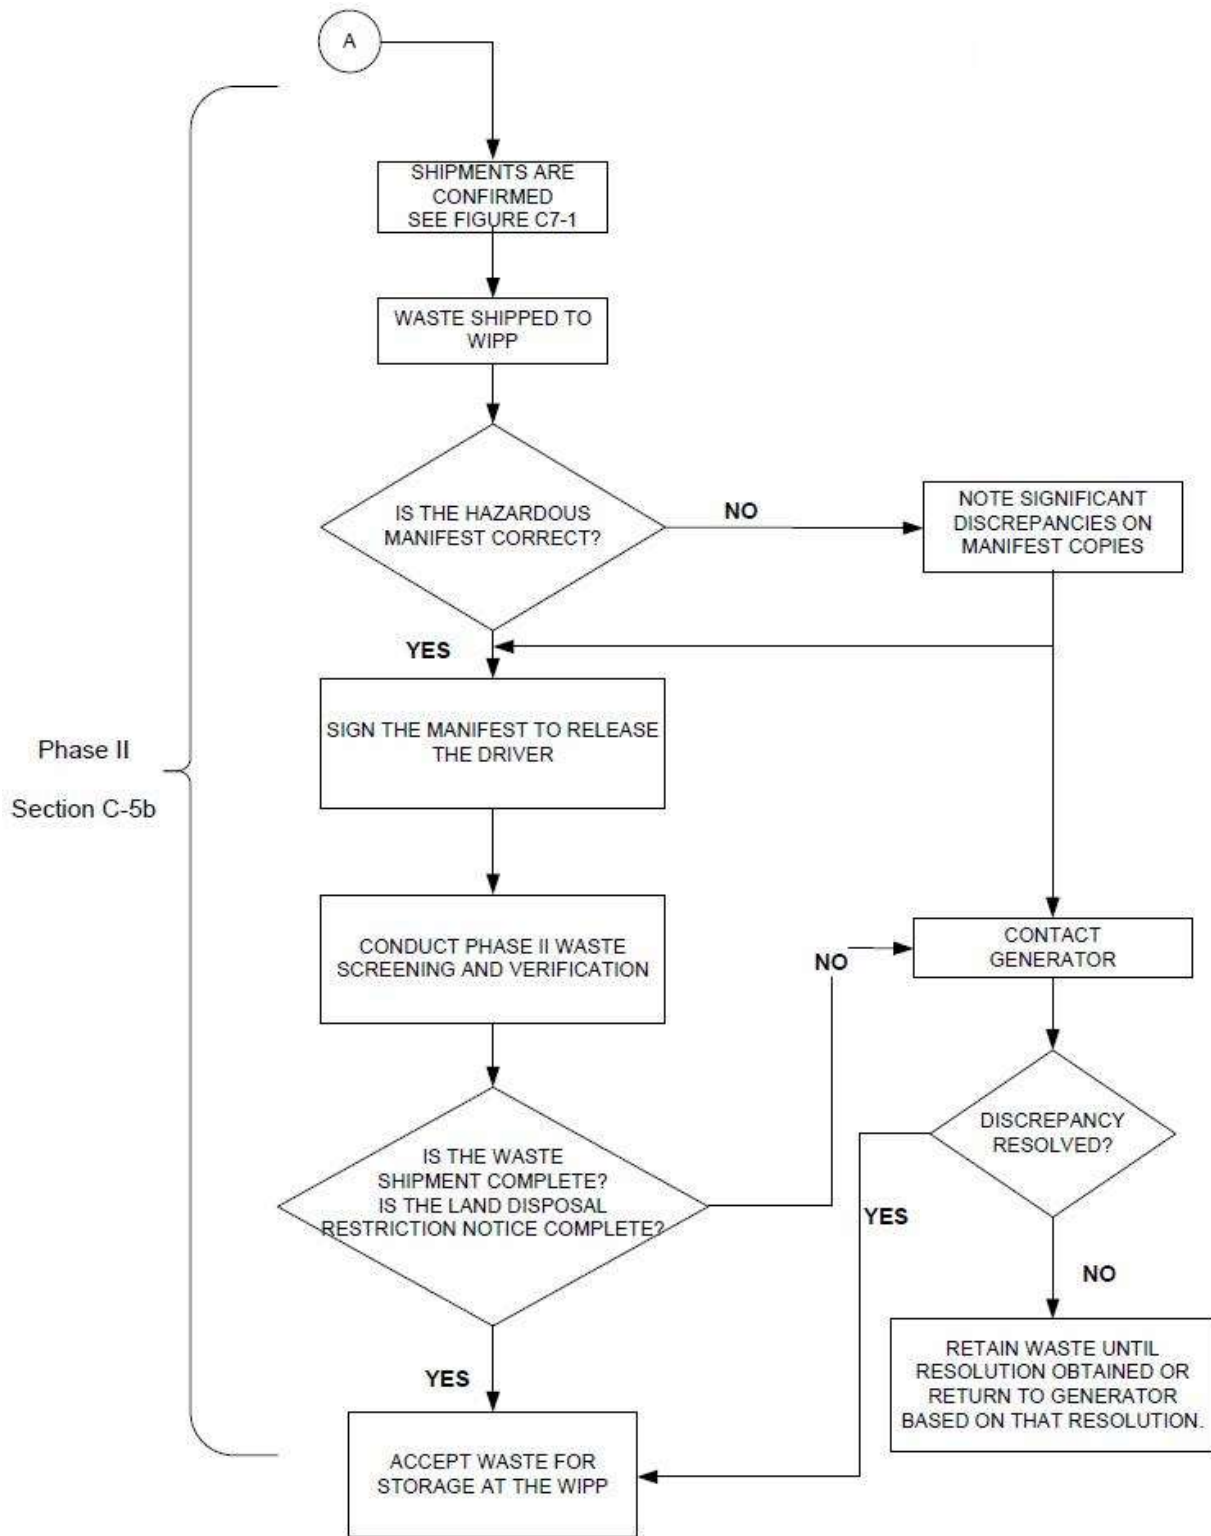 A
SHIPMENTS ARE
CONFIRMED
SEE FIGURE C7-1
WASTE SHIPPED TO
WIPP
IS THE HAZARDOUS
MANIFEST CORRECT?
NO
NOTE SIGNIFICANT
DISCREPANCIES ON
MANIFEST COPIES
YES
SIGN THE MANIFEST TO RELEASE
THE DRIVER
Phase II
Section C-5b
CONDUCT PHASE II WASTE
SCREENING AND VERIFICATION
NO
CONTACT
GENERATOR
IS THE WASTE
SHIPMENT COMPLETE?
IS THE LAND DISPOSAL
RESTRICTION NOTICE COMPLETE?
DISCREPANCY
RESOLVED?
YES
NO
YES
RETAIN WASTE UNTIL
RESOLUTION OBTAINED OR
RETURN TO GENERATOR
BASED ON THAT RESOLUTION.
ACCEPT WASTE FOR
STORAGE AT THE WIPP